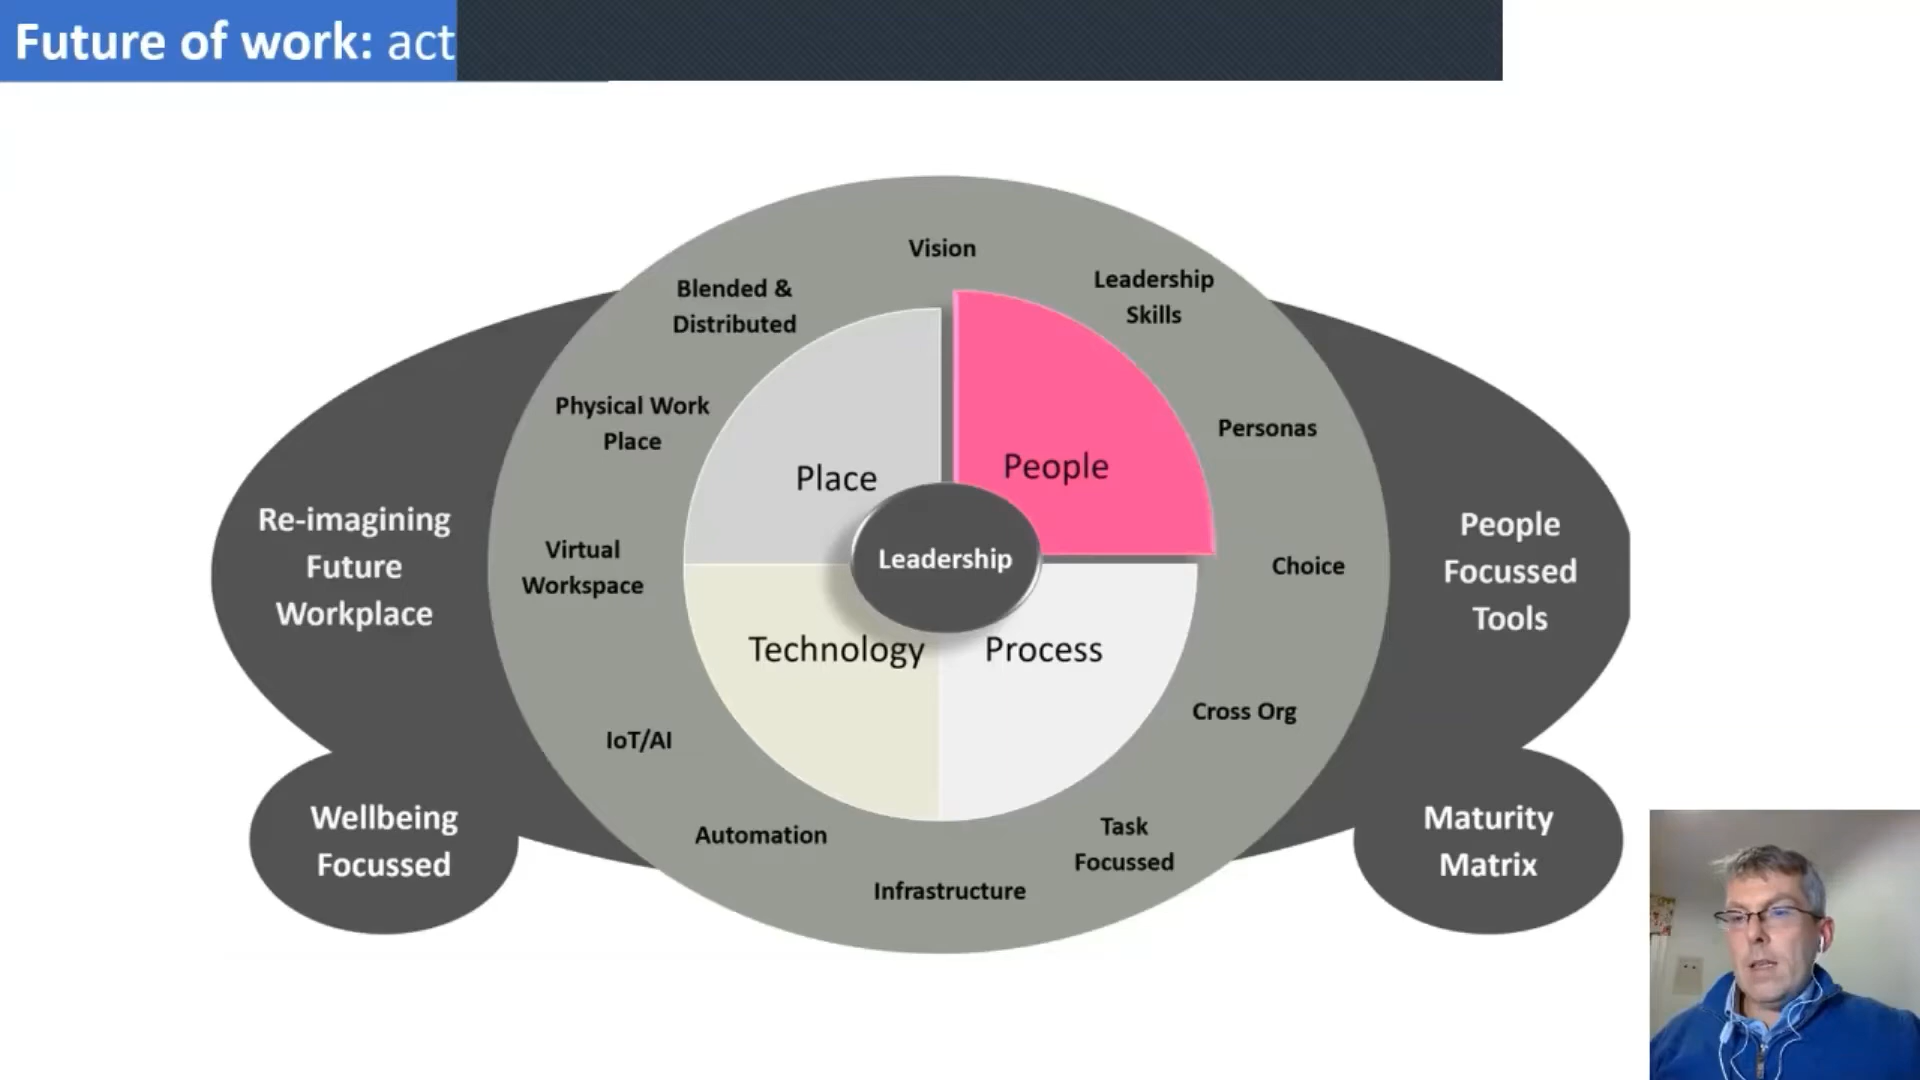 Future of work: act
Vision
Blended &
Distributed
Leadership
Skills
Physical Work
Place
Personas
Place
People
Re-imagining
Future
Workplace
Virtual
Workspace
Leadership
Choice
People
Focussed
Tools
Technology
Process
IoT/AI
Cross Org
Wellbeing
Focussed
Automation
Infrastructure
Task
Focussed
Maturity
Matrix